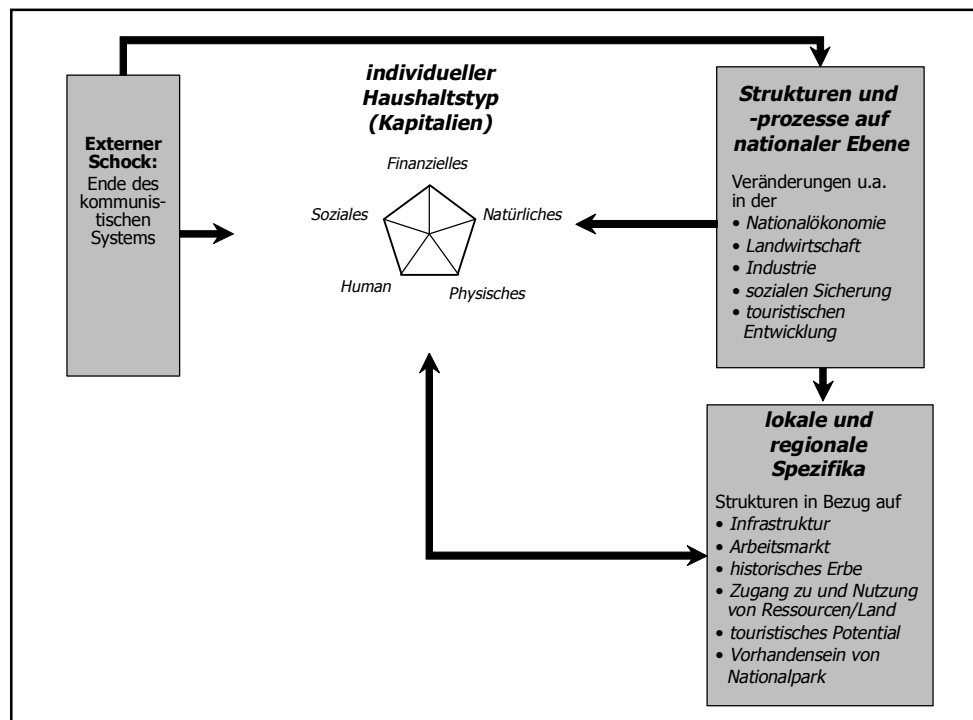 Externer
Schock:
Ende des
kommunis-
tischen
Systems
individueller
Haushaltstyp
(Kapitalien)
Finanzielles
Soziales
Natürliches
Human
Physisches
Strukturen und
-prozesse auf
nationaler Ebene
Veränderungen u.a.
in der
• Nationalökonomie
• Landwirtschaft
• Industrie
• sozialen Sicherung
• touristischen
Entwicklung
lokale und
regionale
Spezifika
Strukturen in Bezug auf
• Infrastruktur
• Arbeitsmarkt
• historisches Erbe
• Zugang zu und Nutzung
von Ressourcen/Land
• touristisches Potential
• Vorhandensein von
Nationalpark